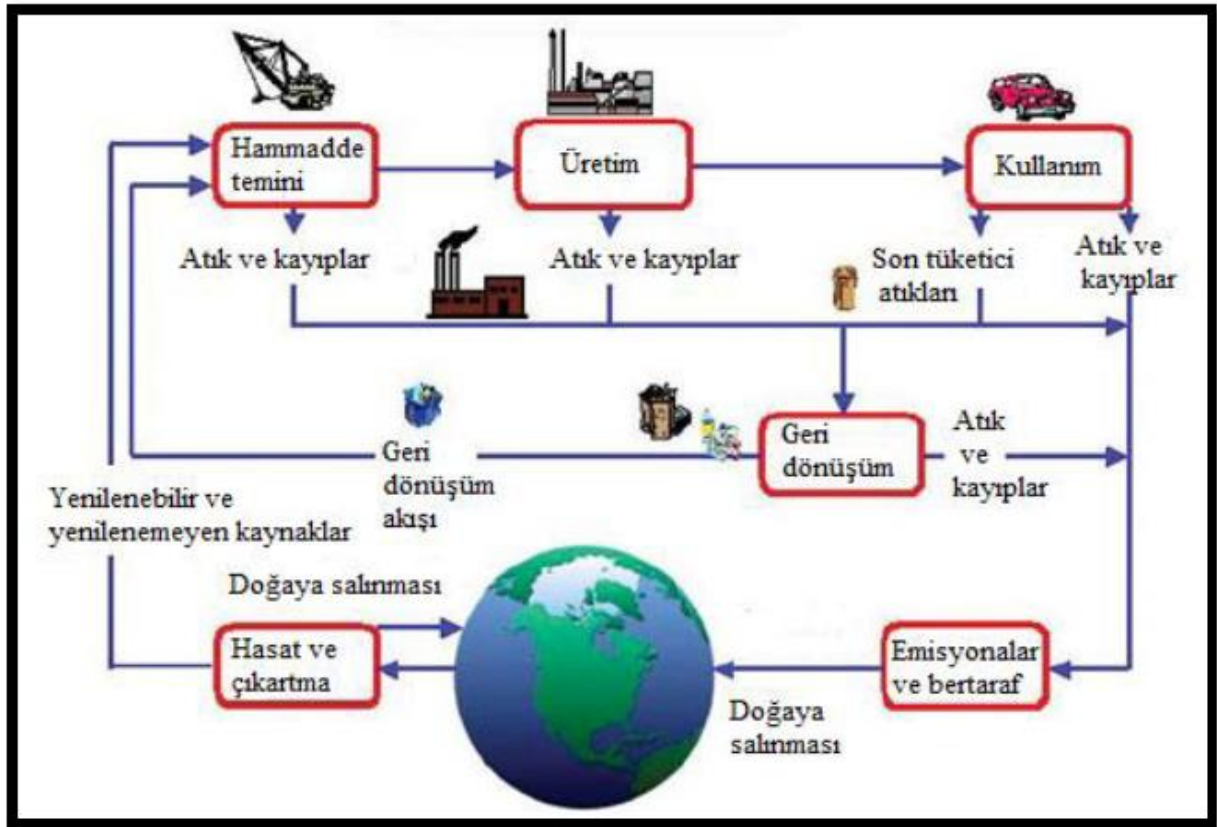 Hammadde
temini
Üretim
Kullanım
Atık ve kayıplar
Atık ve kayıplar
Son tüketici
atıkları
Atık ve
kayıplar
Geri
dönüşüm
akışı
Geri
dönüşüm
Atık
ve
kayıplar
Yenilenebilir ve
yenilenemeyen kaynaklar
Doğaya salınması
Hasat ve
çıkartma
Emisyonalar
ve bertaraf
Doğaya
salınması